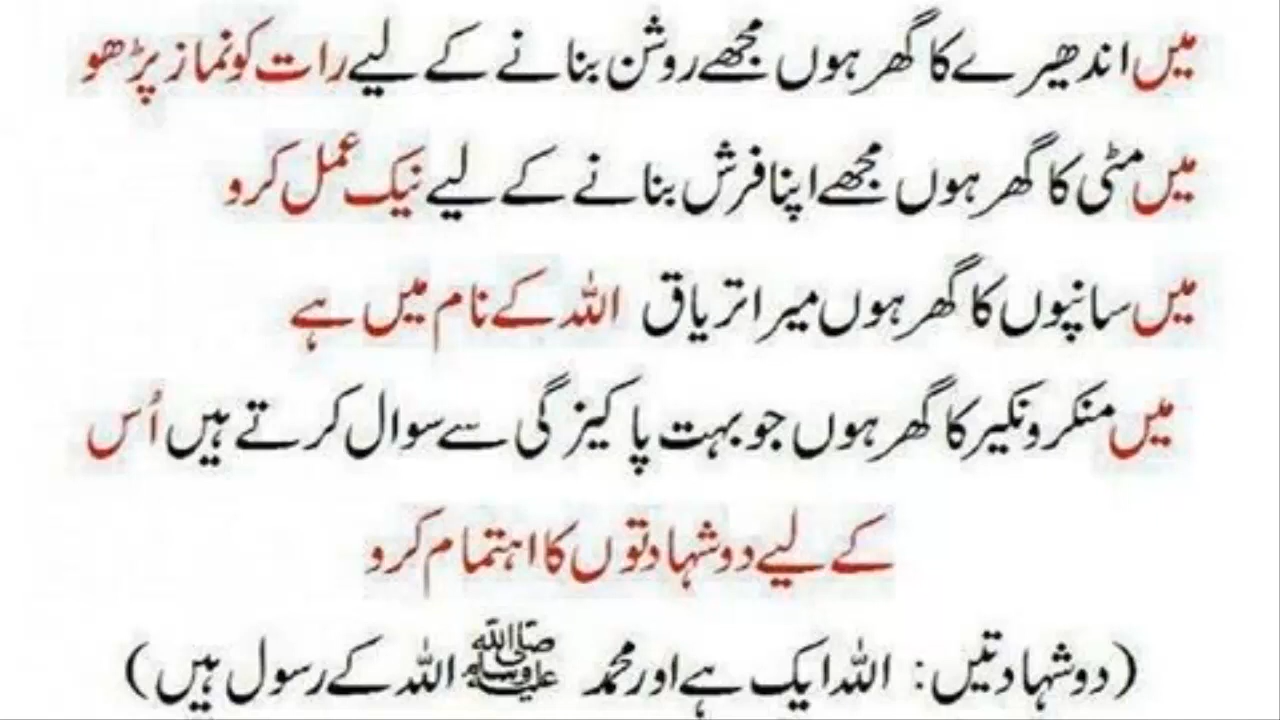 میں اندھیرے کا گھر ہوں مجھے روشن بنانے کے لیے رات کو نماز پڑھو
میں مٹی کا گھر ہوں مجھے اپنا فرش بنانے کے لیے نیک عمل کرو
میں سانپوں کا گھر ہوں میرا تریاق اللہ کے نام میں ہے
میں منکر و نکیر کا گھر ہوں جو بہت پاکیزگی سے سوال کرتے ہیں اُس
کے لیے دو شہادتوں کا اہتمام کرو
(دو شہادتیں: اللہ ایک ہے اور محمد ﷺ اللہ کے رسول ہیں)